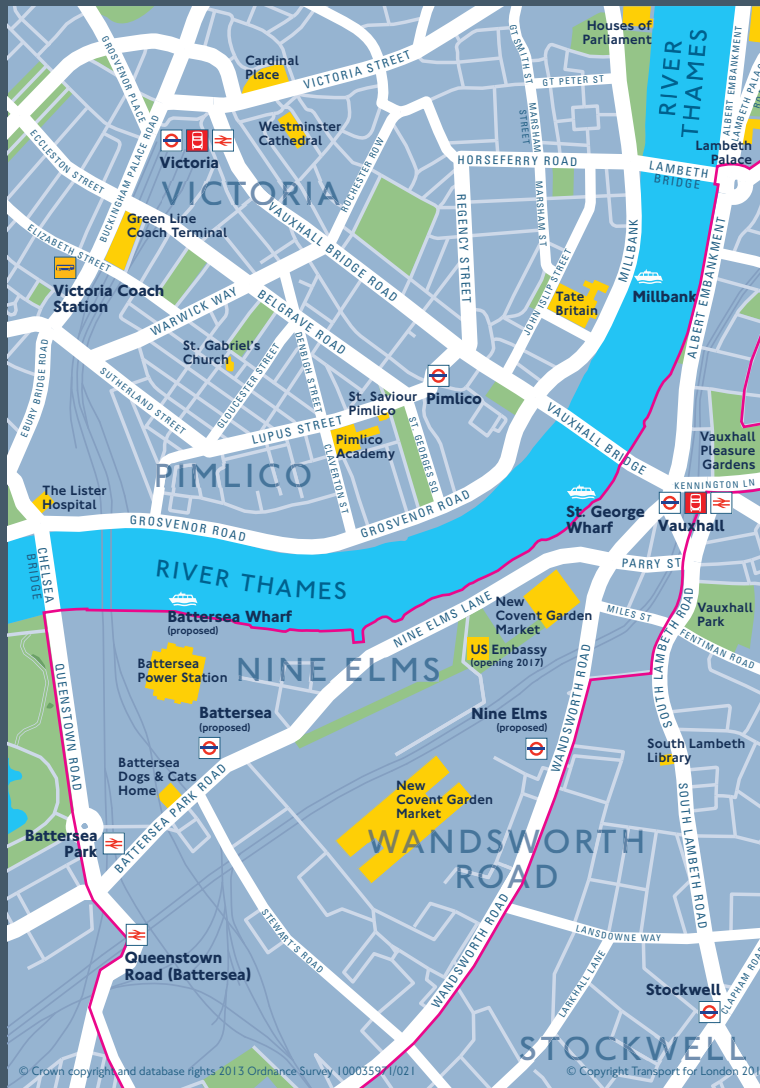 Houses of
Parliament
RIVER
THAMES
ALBERT EMBANKMENT
GROSVENOR PLACE
Cardinal
Place
VICTORIA STREET
GT SMITH ST
GT PETER ST
Westminster
Cathedral
MARSHAM
STREET
Lambeth
Palace
ECCLESTON STREET
BUCKINGHAM PALACE ROAD
Victoria
VICTORIA
ROCHESTER ROW
HORSEFERRY ROAD
LAMBETH
BRIDGE
MARSHAM ST
REGENCY STREET
Green Line
Coach Terminal
ELIZABETH STREET
VAUXHALL BRIDGE ROAD
MILLBANK
ALBERT EMBANKMENT
Victoria Coach
Station
Millbank
Tate
Britain
JOHN ISLIP STREET
WARWICK WAY
BELGRAVE ROAD
St. Gabriel's
Church
DENBIGH STREET
GLOUCESTER STREET
EBURY BRIDGE ROAD
SUTHERLAND STREET
Pimlico
St. Saviour
Pimlico
LUPUS STREET
Pimlico
Academy
ST. GEORGES SQ
CLAVERTON ST
VAUXHALL BRIDGE
Vauxhall
Pleasure
Gardens
PIMLICO
The Lister
Hospital
KENNINGTON LN
GROSVENOR ROAD
GROSVENOR ROAD
St. George
Wharf
Vauxhall
CHELSEA
BRIDGE
RIVER THAMES
PARRY ST
Battersea Wharf
(proposed)
NINE ELMS LANE
New
Covent Garden
Market
MILES ST
Vauxhall
Park
FENTIMAN ROAD
US Embassy
(opening 2017)
Battersea
Power Station
NINE ELMS
QUEENSTOWN ROAD
WANDSWORTH ROAD
SOUTH LAMBETH ROAD
Battersea
(proposed)
Nine Elms
(proposed)
South Lambeth
Library
Battersea
Dogs & Cats
Home
New
Covent Garden
Market
BATTERSEA PARK ROAD
Battersea
Park
WANDSWORTH
ROAD
SOUTH LAMBETH ROAD
STEWART'S ROAD
WANDSWORTH ROAD
LANSDOWNE WAY
Queenstown
Road (Battersea)
LARKHALL LANE
CLAPHAM ROAD
Stockwell
STOCKWELL
© Crown copyright and database rights 2013 Ordnance Survey 100035971/021
© Copyright Transport for London 201